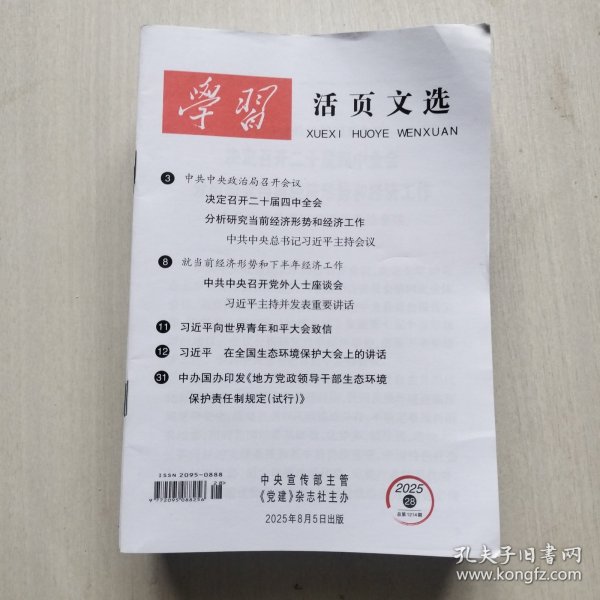 學習
活页文选
XUEXI HUOYE WENXUAN
3 中共中央政治局召开会议
决定召开二十届四中全会
分析研究当前经济形势和经济工作
中共中央总书记习近平主持会议
8 就当前经济形势和下半年经济工作
中共中央召开党外人士座谈会
习近平主持并发表重要讲话
11 习近平向世界青年和平大会致信
12 习近平 在全国生态环境保护大会上的讲话
31 中办国办印发《地方党政领导干部生态环境
保护责任制规定(试行)》
ISSN 2095-0888
中央宣传部主管
《党建》杂志社主办
2025年8月5日出版
2025
28
总第1214期
孔夫子旧书网
www.kongfz.com